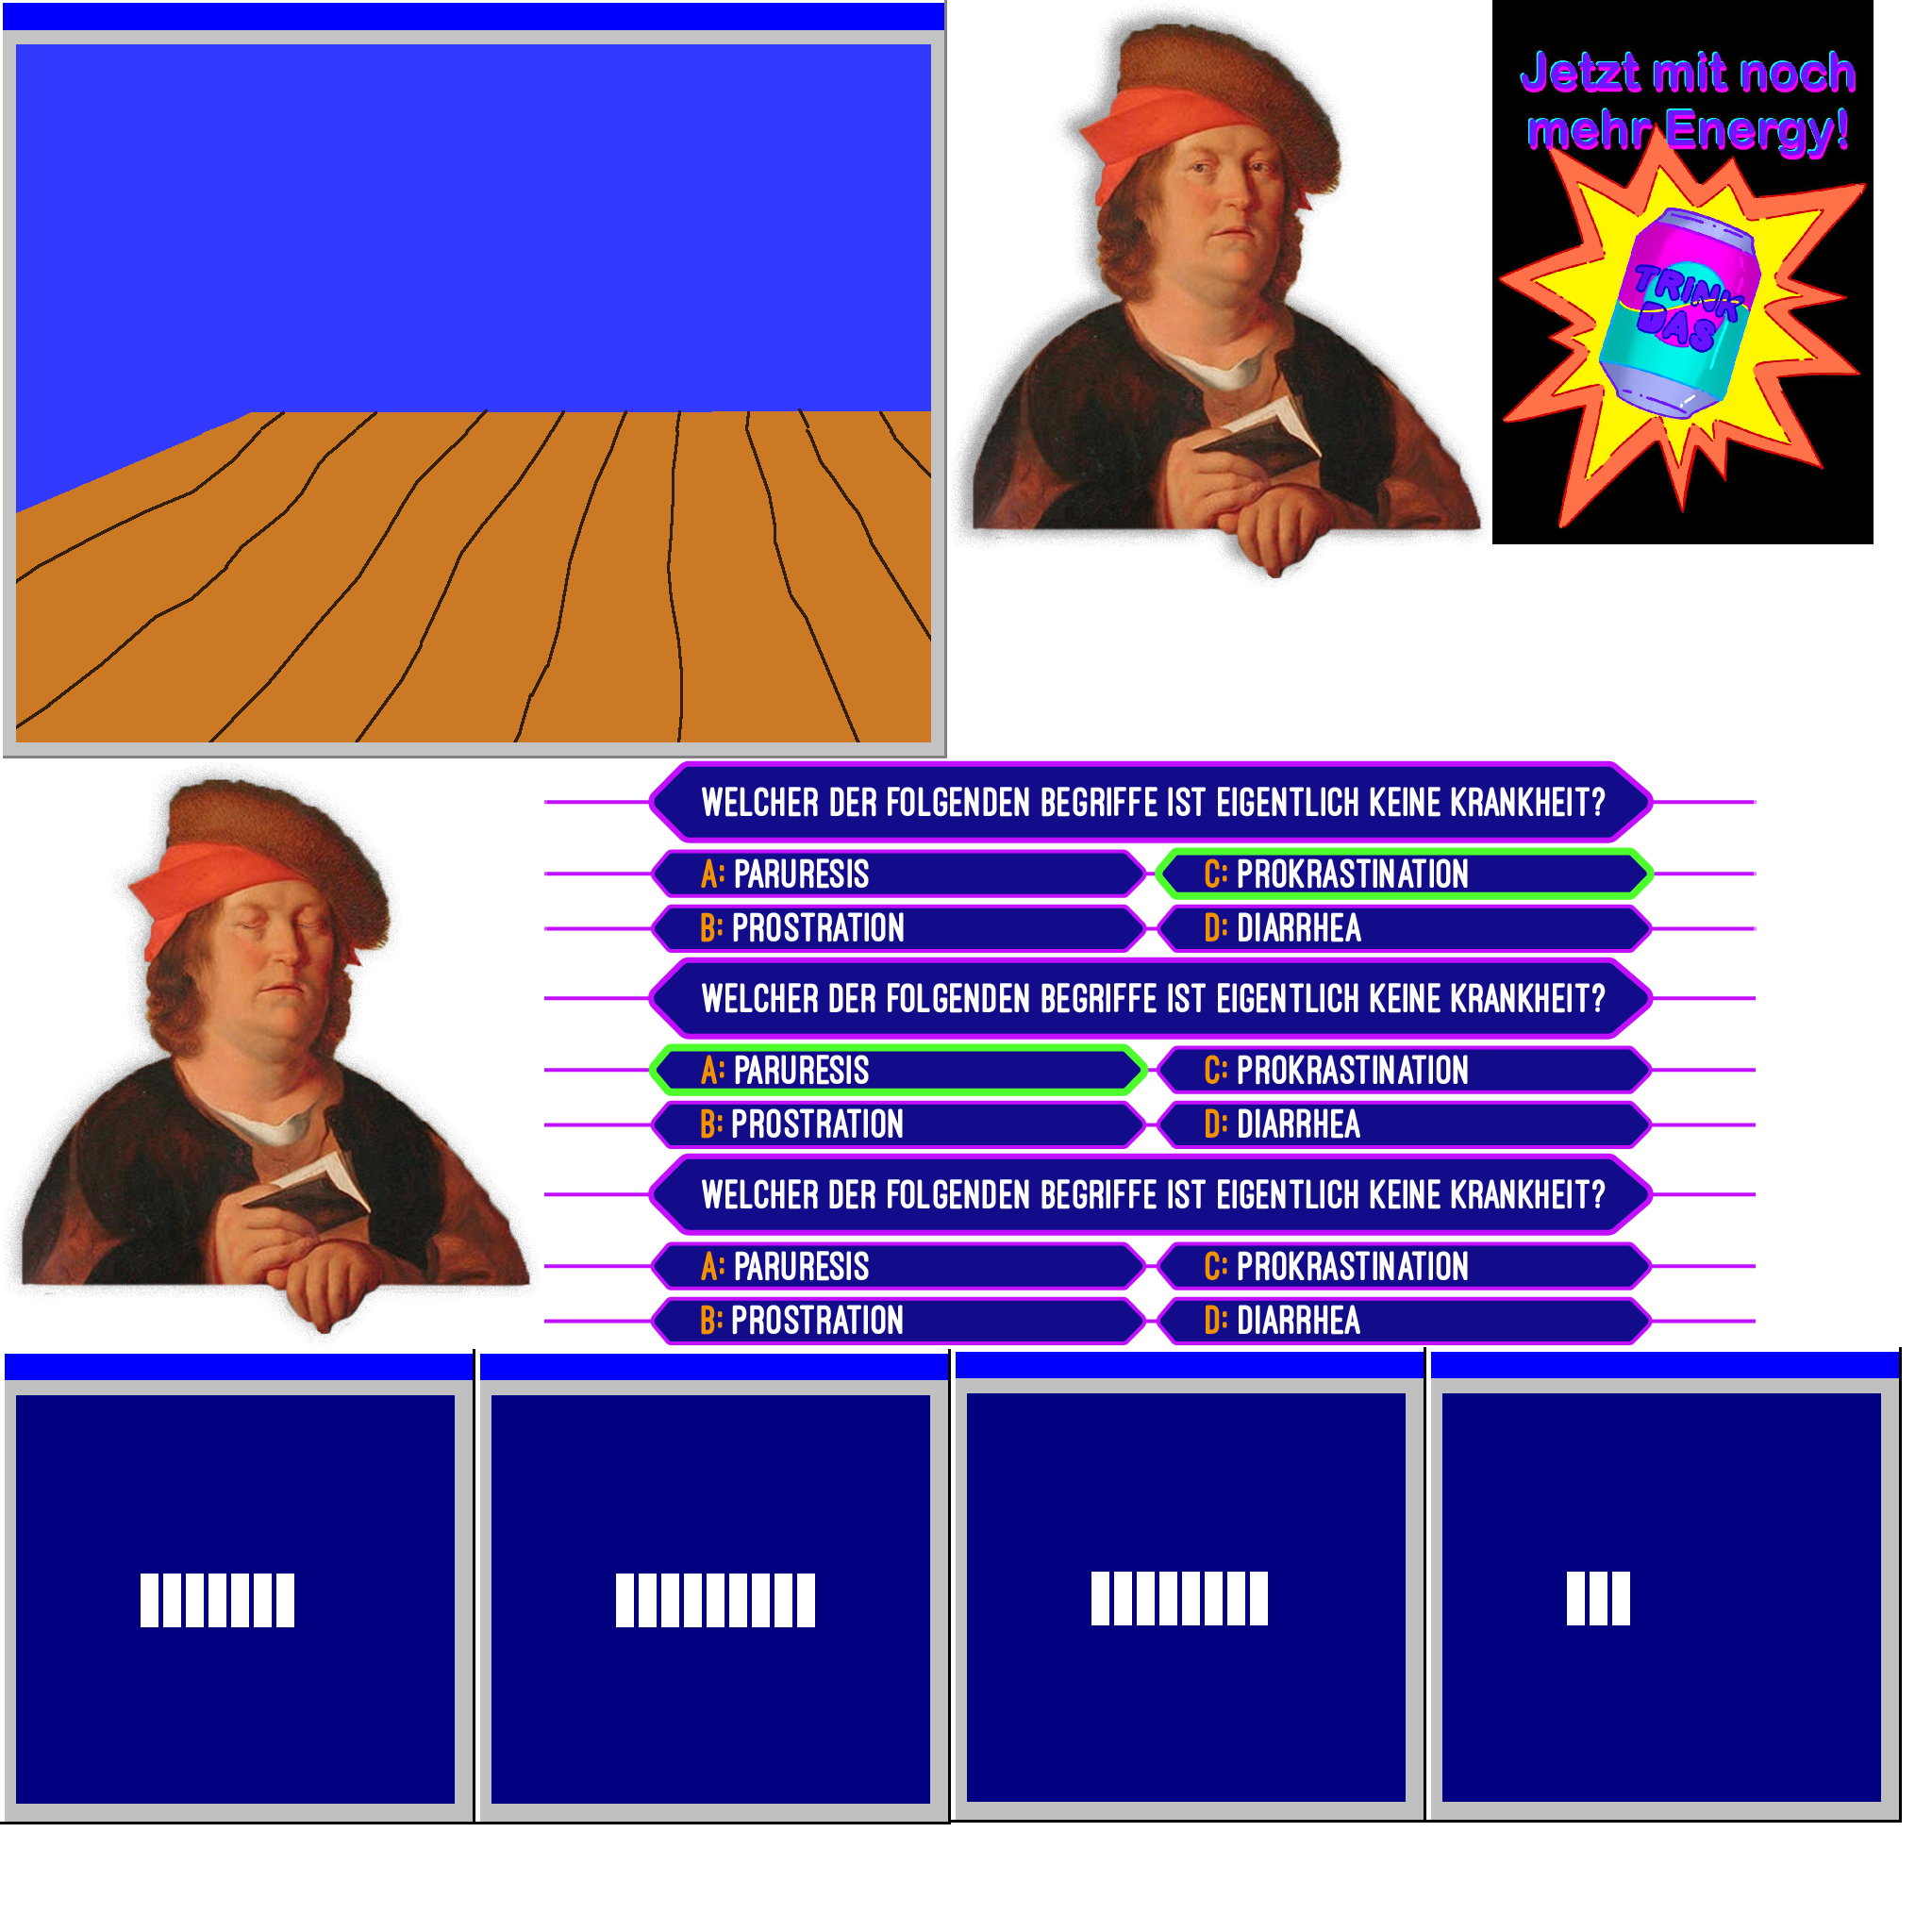 Jetzt mit noch
mehr Energy!
TRINK
DAS
WELCHER DER FOLGENDEN BEGRIFFE IST EIGENTLICH KEINE KRANKHEIT?
A: PARURESIS
C: PROKRASTINATION
B: PROSTRATION
D: DIARRHEA
WELCHER DER FOLGENDEN BEGRIFFE IST EIGENTLICH KEINE KRANKHEIT?
A: PARURESIS
C: PROKRASTINATION
B: PROSTRATION
D: DIARRHEA
WELCHER DER FOLGENDEN BEGRIFFE IST EIGENTLICH KEINE KRANKHEIT?
A: PARURESIS
C: PROKRASTINATION
B: PROSTRATION
D: DIARRHEA